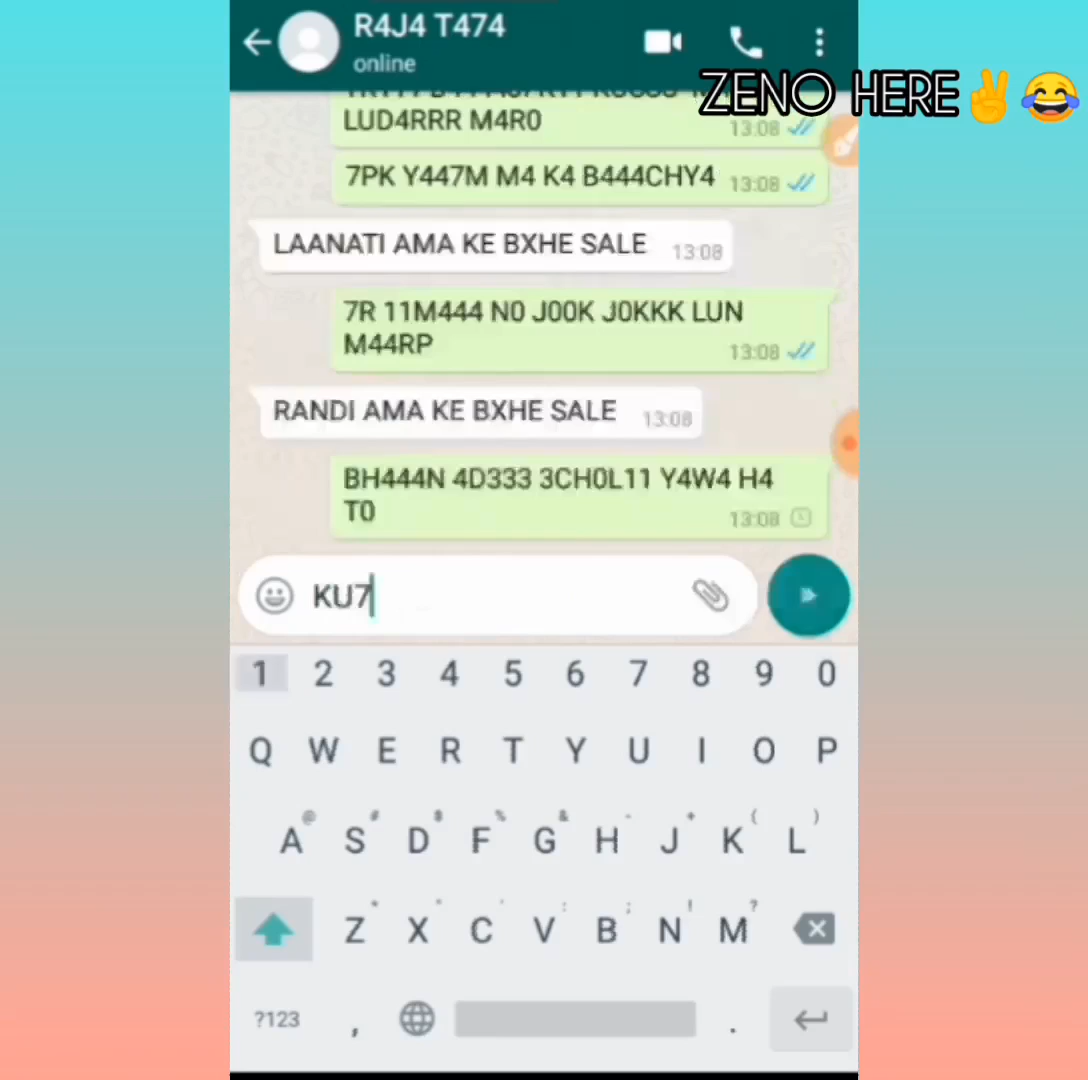 R4J4 T474
online
ZENO HERE✌😂
LUD4RRR M4R0
13:08
7PK Y447M M4 K4 B444CHY4 13:08
LAANATI AMA KE BXHE SALE 13:08
7R 11M444 N0 J00K J0KKK LUN
M44RP
13:08
RANDI AMA KE BXHE SALE 13:08
BH444N 4D333 3CH0L11 Y4W4 H4
T0
13:08
KU7
1 2 3 4 5 6 7 8 9 0
Q W E R T Y U I O P
@ # $ % & - + ( )
A S D F G H J K L
* " ' : ; ! ?
Z X C V B N M
?123 , .